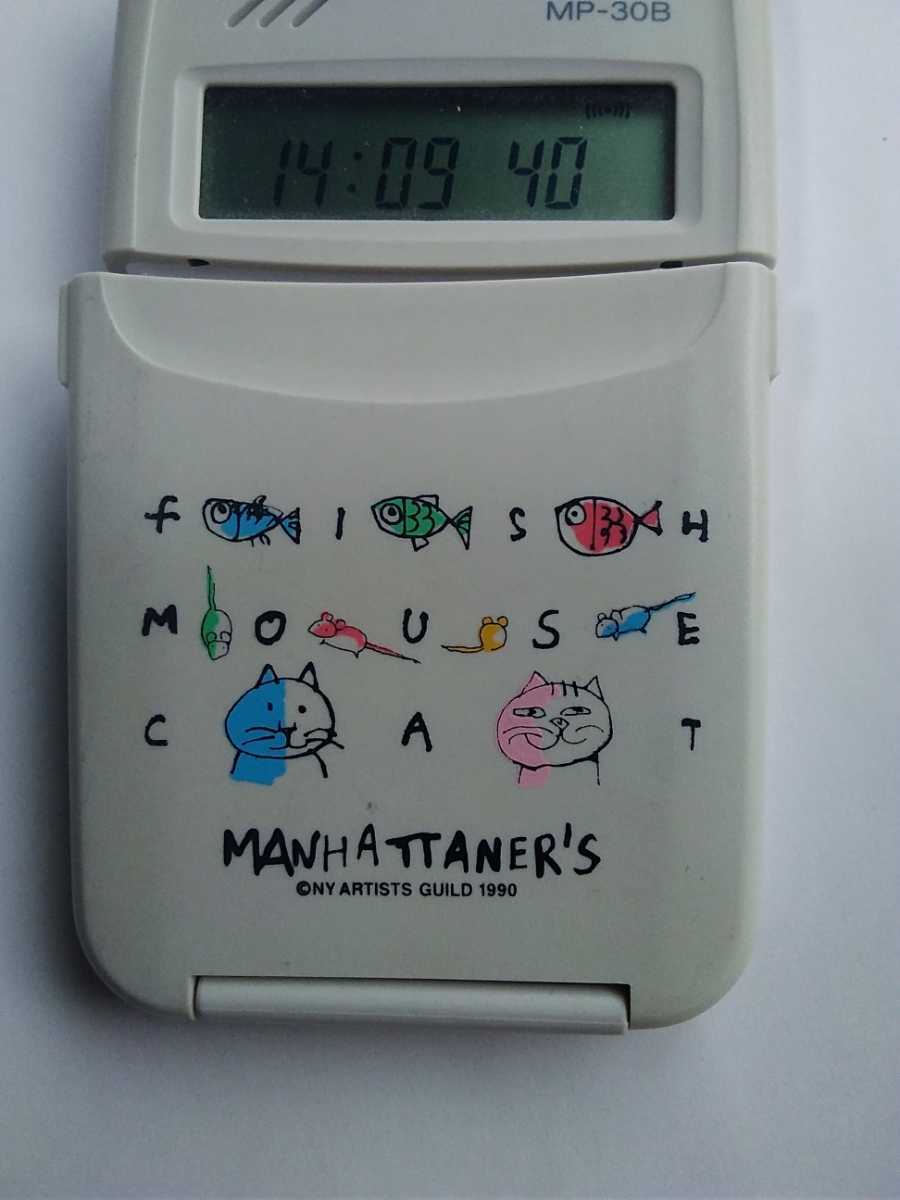 MP-30B
14:09 40
f I S H
M O U S E
C A T
MANHATTANER'S
©NY ARTISTS GUILD 1990